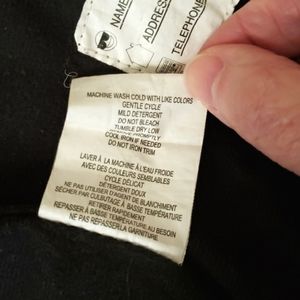 NAME
ADDRESS
TELEPHONE
MACHINE WASH COLD WITH LIKE COLORS
GENTLE CYCLE
MILD DETERGENT
DO NOT BLEACH
TUMBLE DRY LOW
REMOVE PROMPTLY
COOL IRON IF NEEDED
DO NOT IRON TRIM
LAVER À LA MACHINE À L'EAU FROIDE
AVEC DES COULEURS SEMBLABLES
CYCLE DÉLICAT
DÉTERGENT DOUX
NE PAS UTILISER D'AGENT DE BLANCHIMENT
SÉCHER PAR CULBUTAGE À BASSE TEMPÉRATURE
RETIRER RAPIDEMENT
REPASSER À BASSE TEMPÉRATURE AU BESOIN
NE PAS REPASSER LA GARNITURE